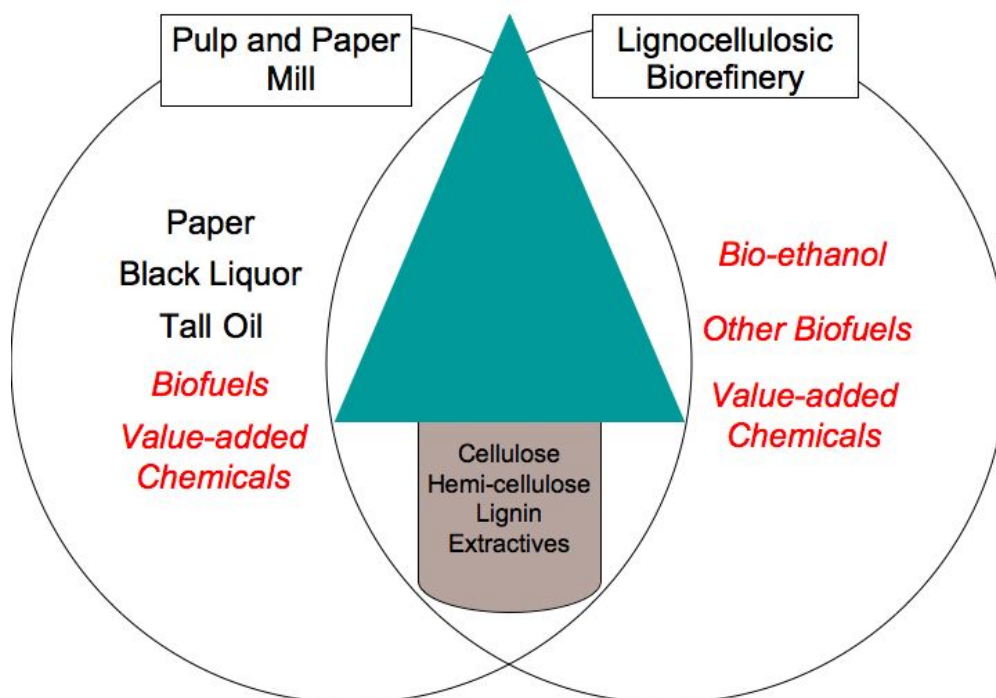 Pulp and Paper
Mill
Lignocellulosic
Biorefinery
Paper
Black Liquor
Tall Oil
Biofuels
Value-added
Chemicals
Cellulose
Hemi-cellulose
Lignin
Extractives
Bio-ethanol
Other Biofuels
Value-added
Chemicals